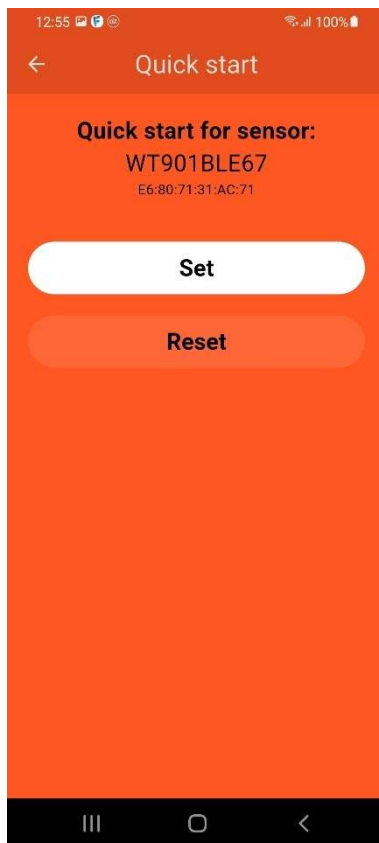 12:55 100%
Quick start
Quick start for sensor:
WT901BLE67
E6:80:71:31:AC:71
Set
Reset